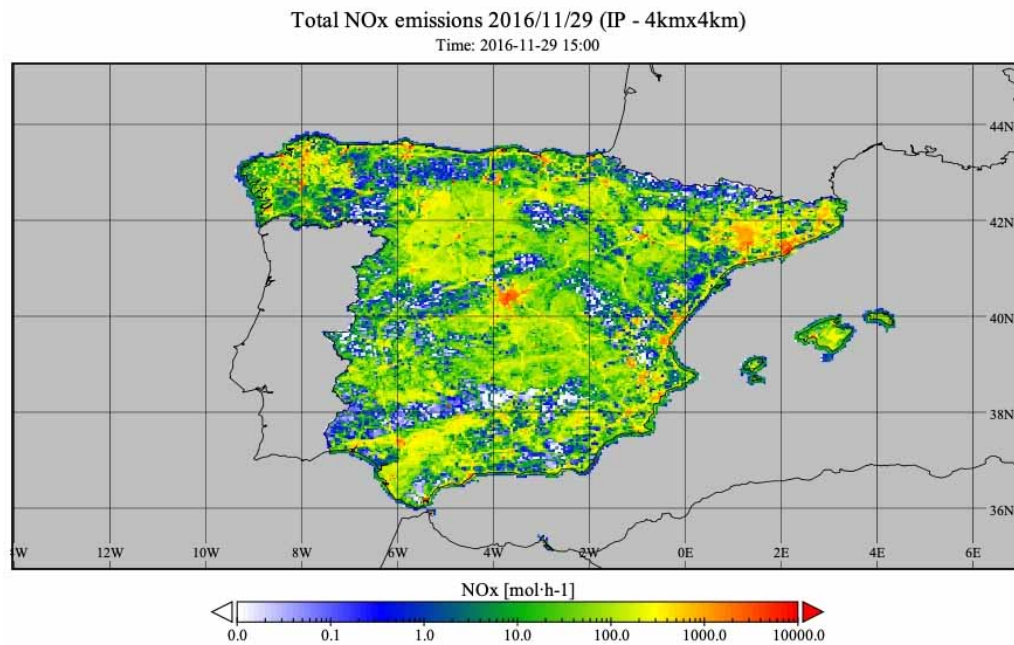 Total NOx emissions 2016/11/29 (IP - 4kmx4km)
Time: 2016-11-29 15:00
44N
42N
40N
38N
36N
4W 12W 10W 8W 6W 4W 2W 0E 2E 4E 6E
NOx [mol·h-1]
0.0 0.1 1.0 10.0 100.0 1000.0 10000.0